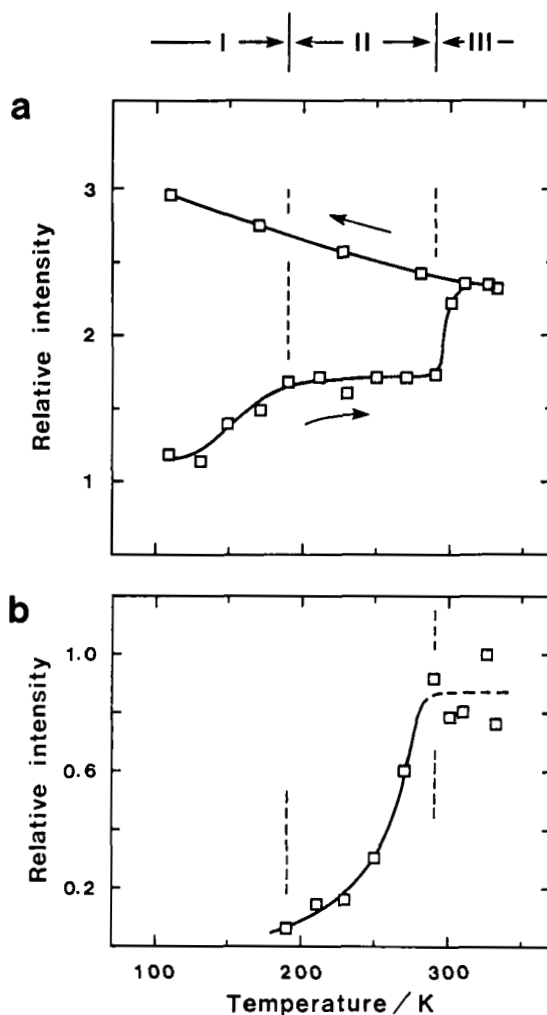 I II III
a
3
2
1
Relative intensity
b
1.0
0.6
0.2
Relative intensity
100 200 300
Temperature / K